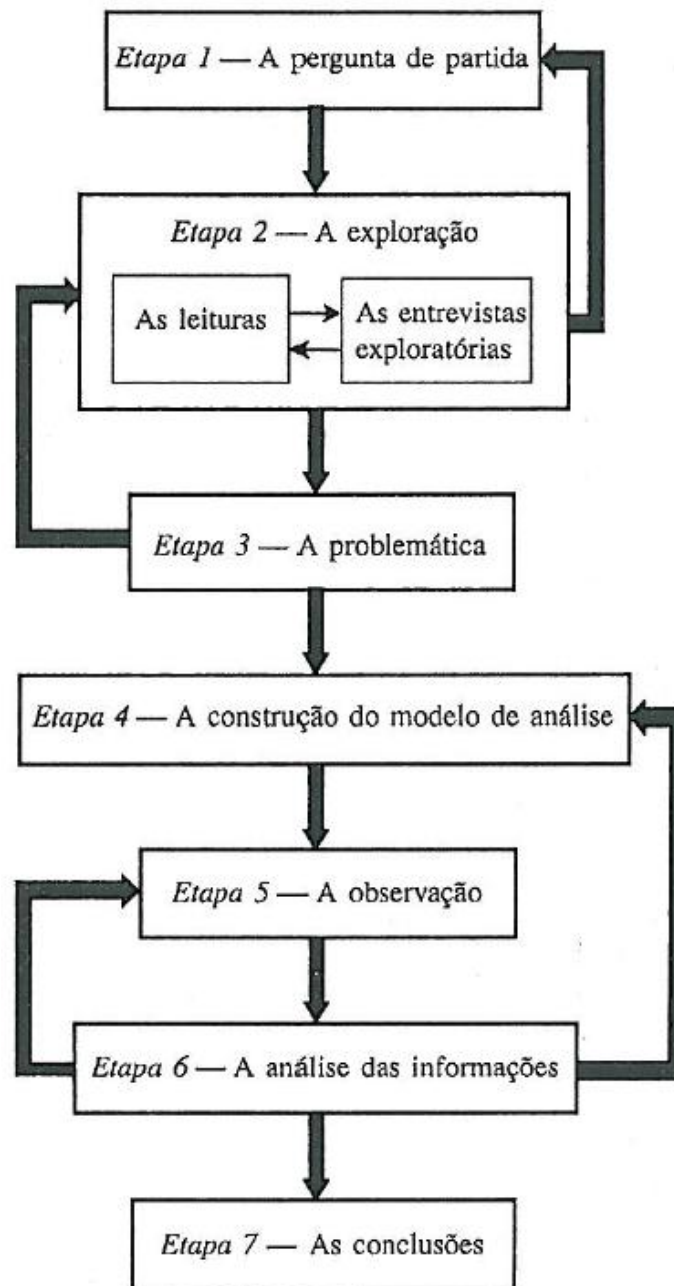 Etapa 1 — A pergunta de partida
Etapa 2 — A exploração
As leituras
As entrevistas
exploratórias
Etapa 3 — A problemática
Etapa 4 — A construção do modelo de análise
Etapa 5 — A observação
Etapa 6 — A análise das informações
Etapa 7 — As conclusões